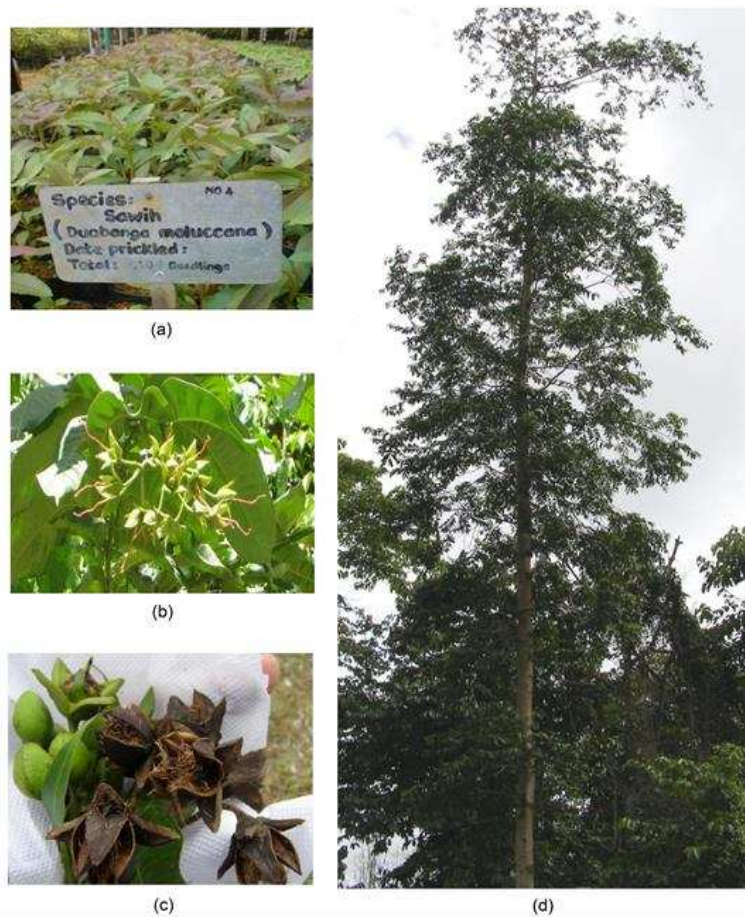 NO 4
Species:
Sawih
(Duabanga moluccana)
Date prickled:
Total: Seedlings
(a)
(b)
(c)
(d)